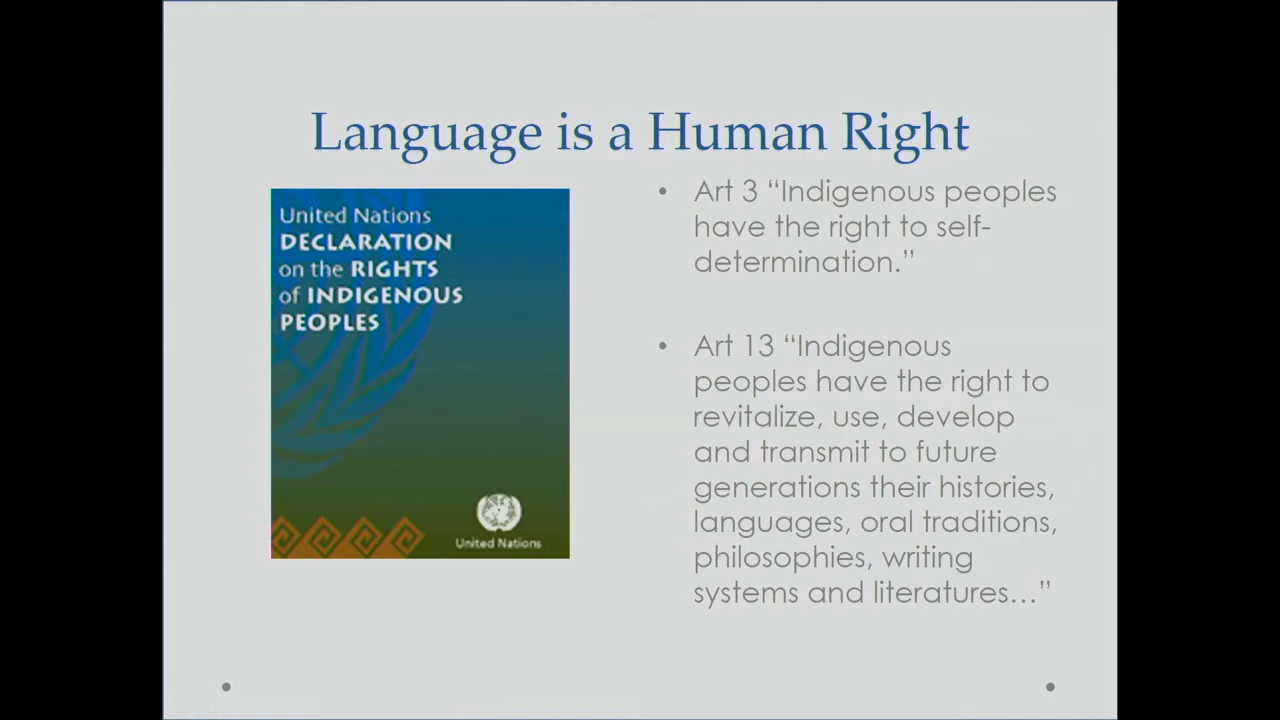 Language is a Human Right
United Nations
DECLARATION
on the RIGHTS
of INDIGENOUS
PEOPLES
United Nations
• Art 3 “Indigenous peoples
have the right to self-
determination.”
• Art 13 “Indigenous
peoples have the right to
revitalize, use, develop
and transmit to future
generations their histories,
languages, oral traditions,
philosophies, writing
systems and literatures…”